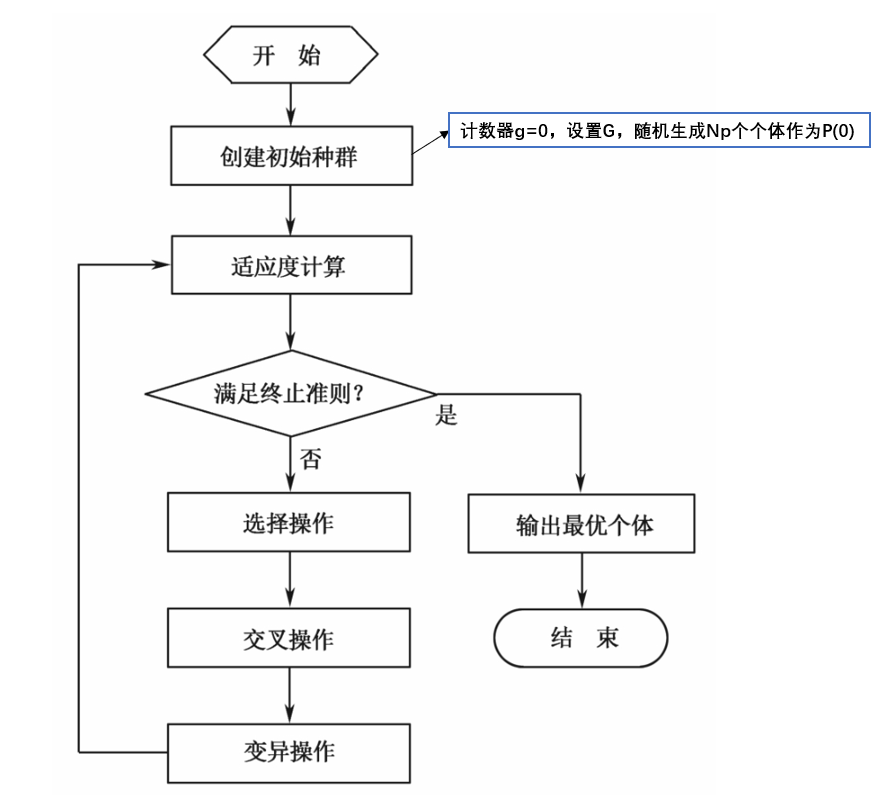 开 始
创建初始种群
计数器g=0，设置G，随机生成Np个个体作为P(0)
适应度计算
满足终止准则？
是
否
选择操作
输出最优个体
交叉操作
结 束
变异操作